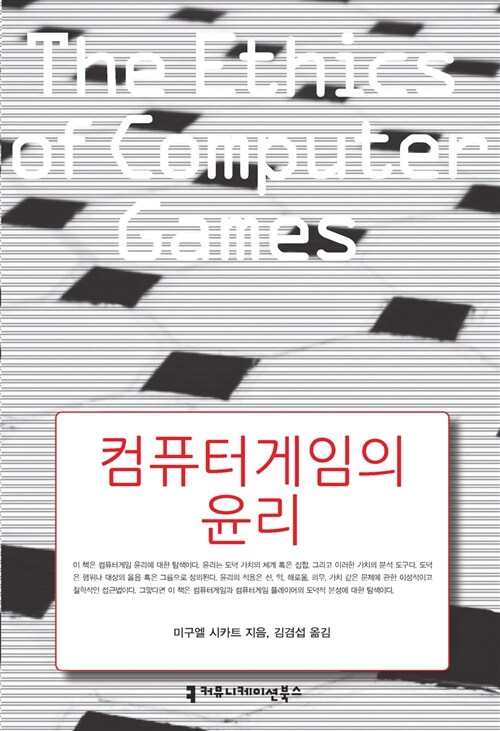 The Ethics
of Computer
Games
컴퓨터게임의
윤리
이 책은 컴퓨터게임 윤리에 대한 탐색이다. 윤리는 도덕 가치의 체계 혹은 집합, 그리고 이러한 가치의 분석 도구다. 도덕
은 행위나 대상의 옳음 혹은 그름으로 정의된다. 윤리의 적용은 선, 악, 해로움, 의무, 가치 같은 문제에 관한 이성적이고
철학적인 접근법이다. 그렇다면 이 책은 컴퓨터게임과 컴퓨터게임 플레이어의 도덕적 본성에 대한 탐색이다.
미구엘 시카트 지음, 김겸섭 옮김
커뮤니케이션북스